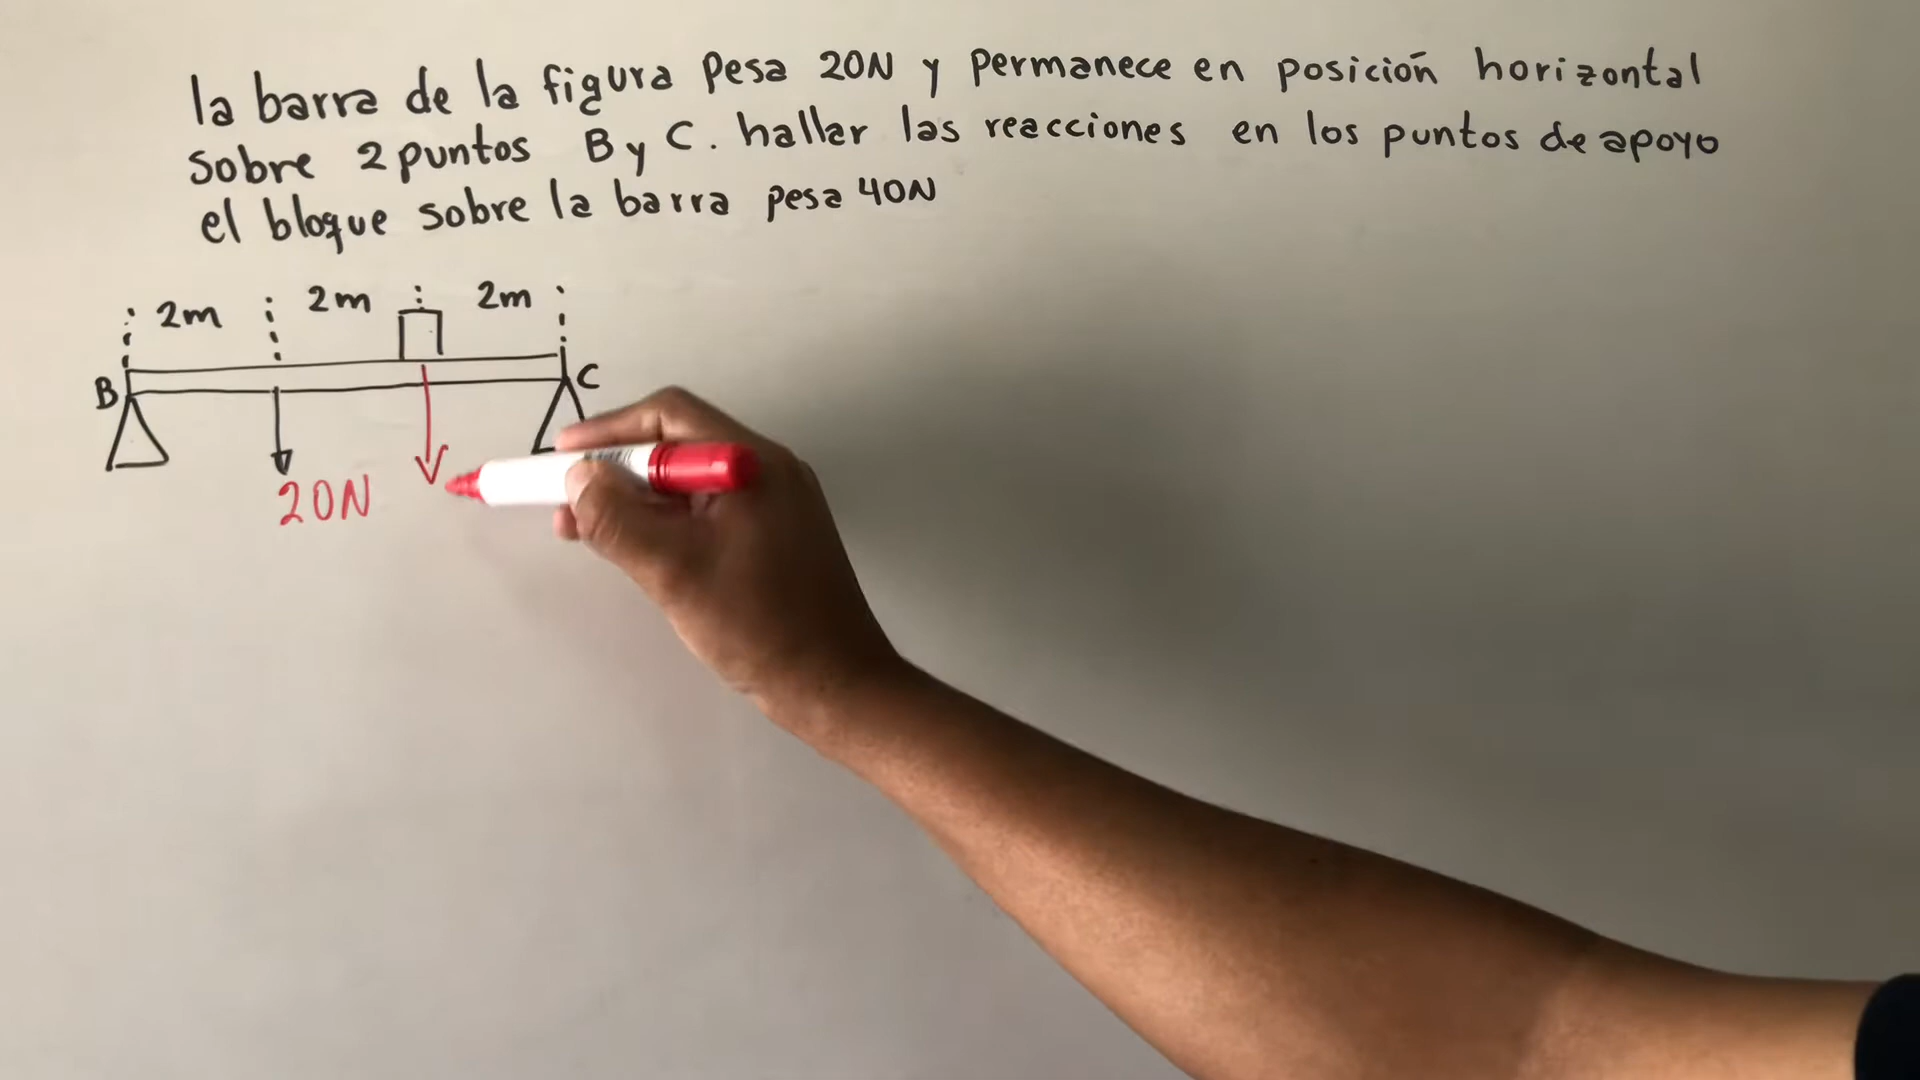 la barra de la figura pesa 20N y permanece en posición horizontal
sobre 2 puntos B y C. hallar las reacciones en los puntos de apoyo
el bloque sobre la barra pesa 40N
2m 2m 2m
B C
20N